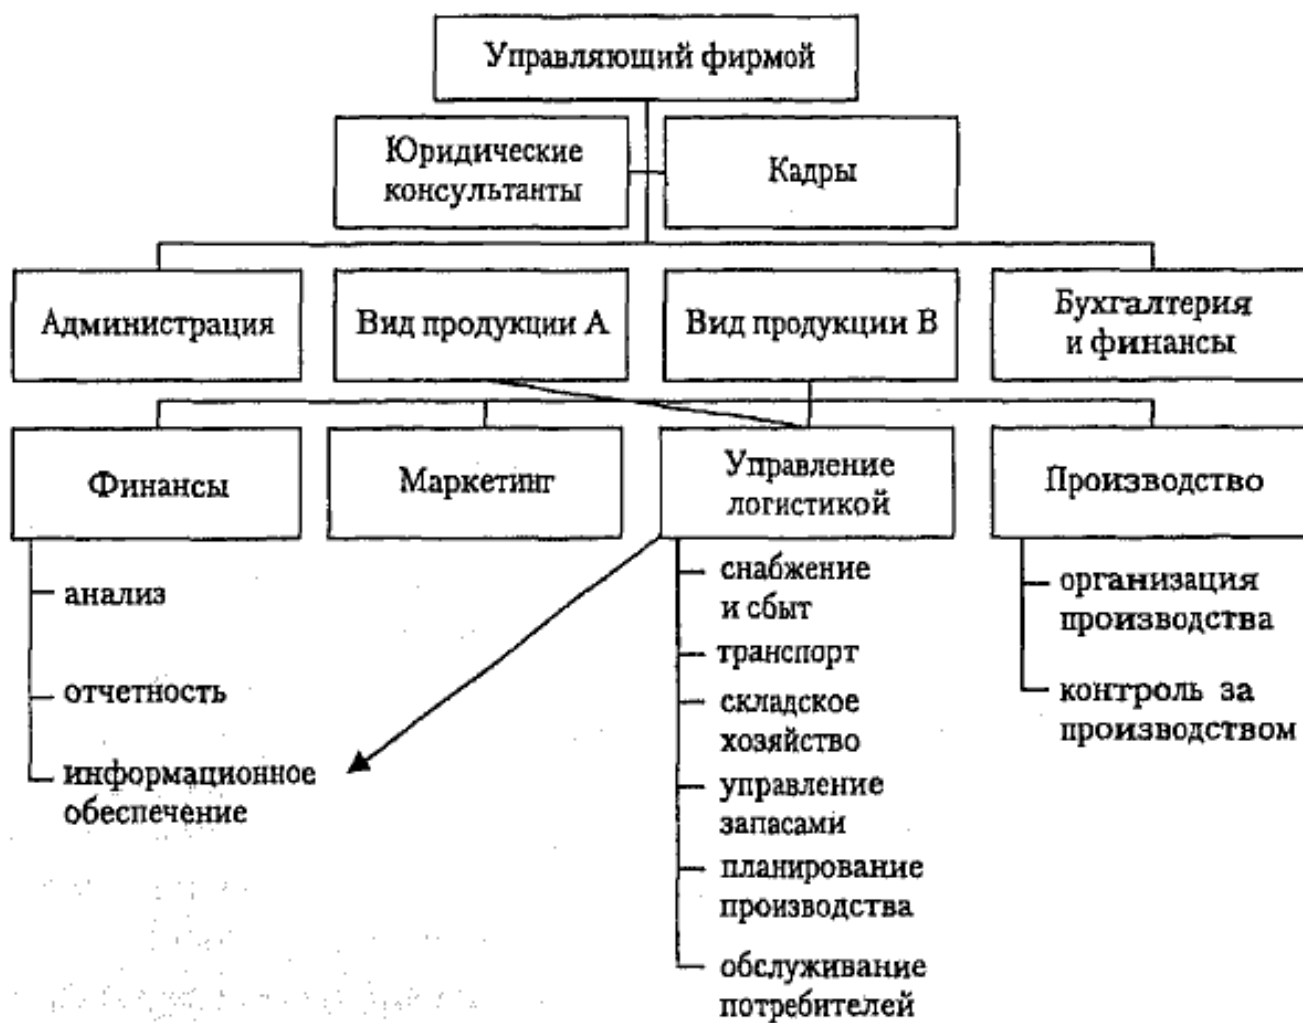 Управляющий фирмой
Юридические
консультанты
Кадры
Администрация
Вид продукции А
Вид продукции В
Бухгалтерия
и финансы
Финансы
Маркетинг
Управление
логистикой
Производство
анализ
отчетность
информационное
обеспечение
снабжение
и сбыт
транспорт
складское
хозяйство
управление
запасами
планирование
производства
обслуживание
потребителей
организация
производства
контроль за
производством